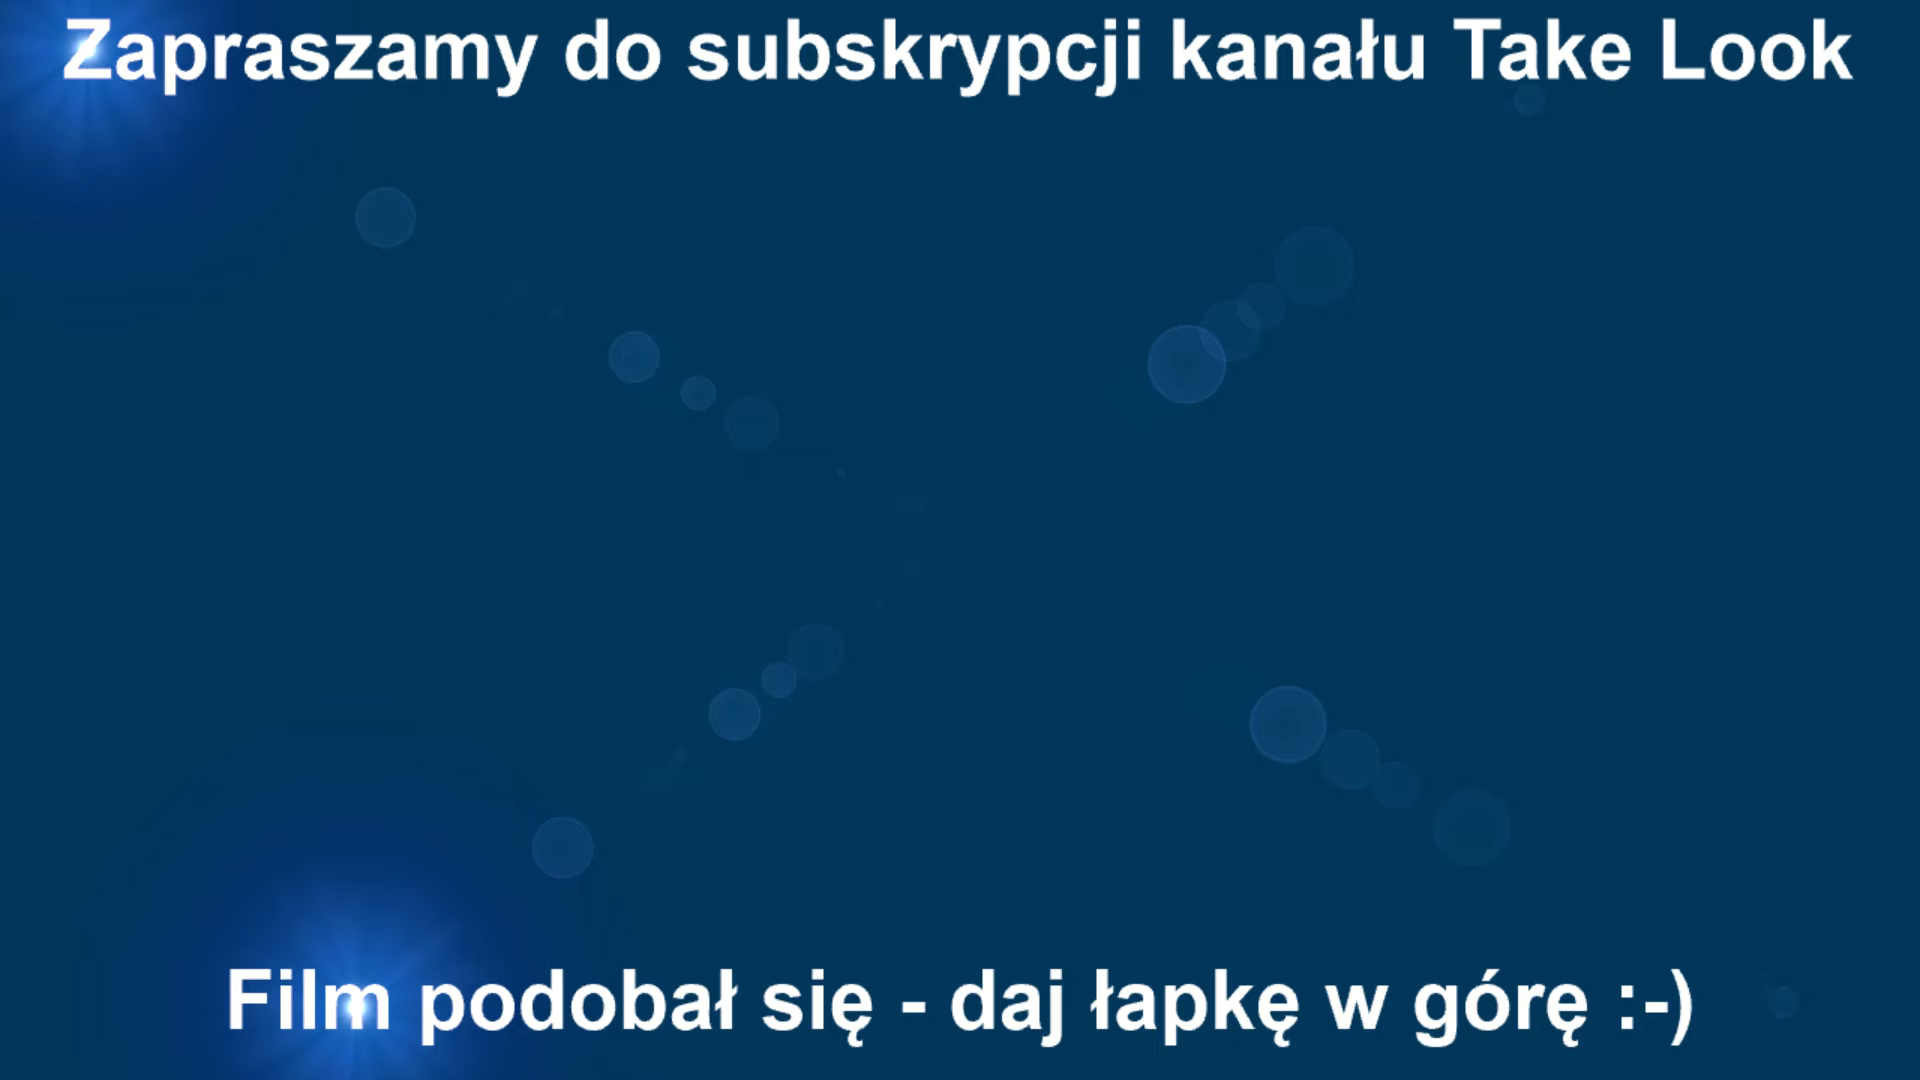 Zapraszamy do subskrypcji kanału Take Look
Film podobał się - daj łapkę w górę :-)